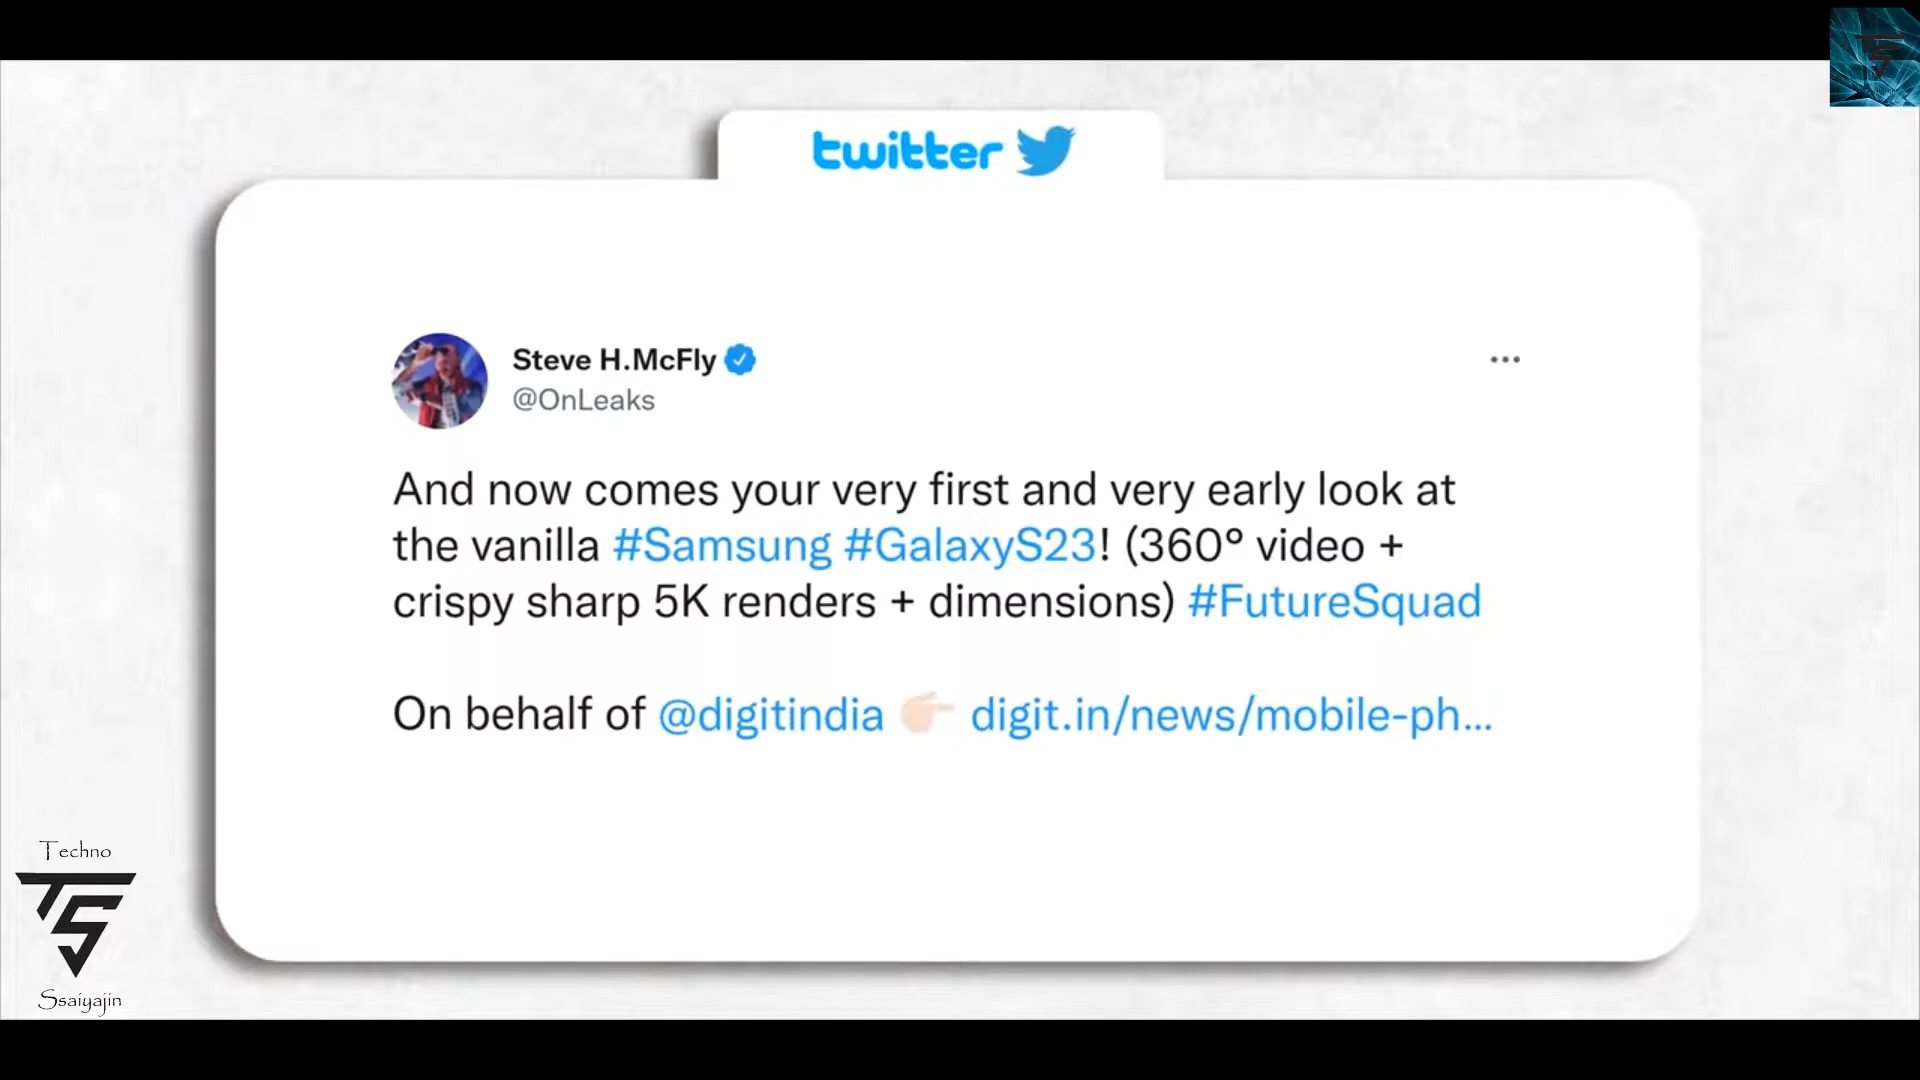 twitter
Steve H.McFly
@OnLeaks
And now comes your very first and very early look at
the vanilla #Samsung #GalaxyS23! (360° video +
crispy sharp 5K renders + dimensions) #FutureSquad
On behalf of @digitindia 👉🏻 digit.in/news/mobile-ph...
Techno
TS
Ssaiyajin